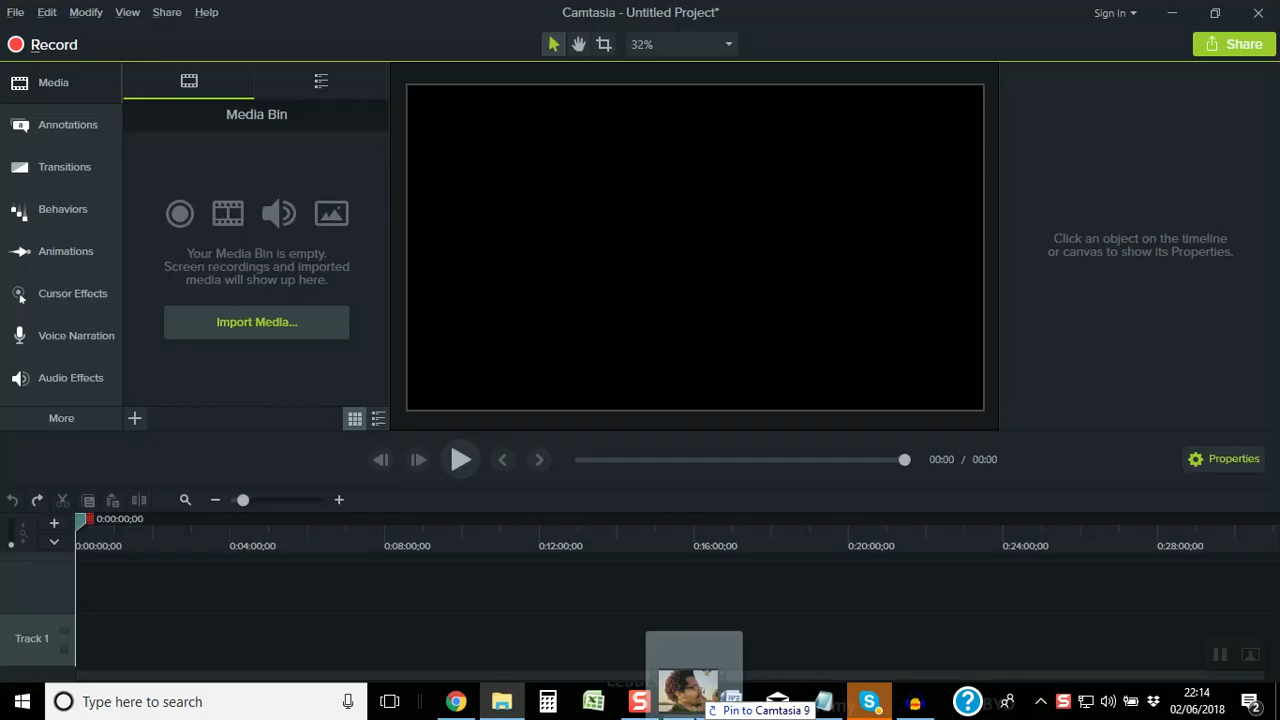 File Edit Modify View Share Help
Camtasia - Untitled Project*
Sign In
Record
32%
Share
Media
Annotations
Transitions
Behaviors
Animations
Cursor Effects
Voice Narration
Audio Effects
More
Media Bin
Your Media Bin is empty.
Screen recordings and imported
media will show up here.
Import Media...
Click an object on the timeline
or canvas to show its Properties.
00:00 / 00:00
Properties
0:00:00;00
0:00:00;00 0:04:00;00 0:08:00;00 0:12:00;00 0:16:00;00 0:20:00;00 0:24:00;00 0:28:00;00
Track 1
Type here to search
Pin to Camtasia 9
22:14
02/06/2018
2